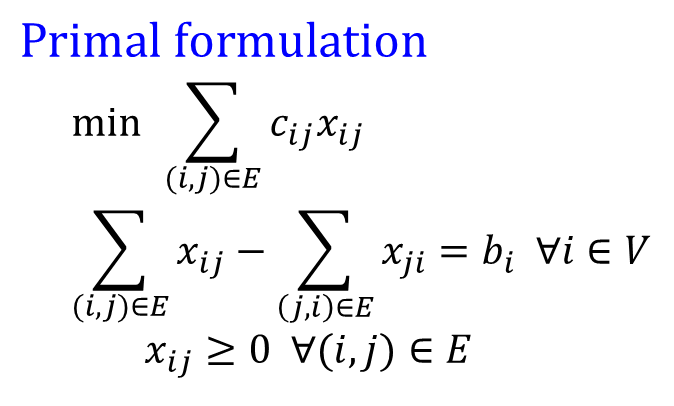 Primal formulation
min ∑_{(i,j)∈E} c_{ij}x_{ij}
∑_{(i,j)∈E} x_{ij} − ∑_{(j,i)∈E} x_{ji} = b_i ∀i ∈ V
x_{ij} ≥ 0 ∀(i,j) ∈ E